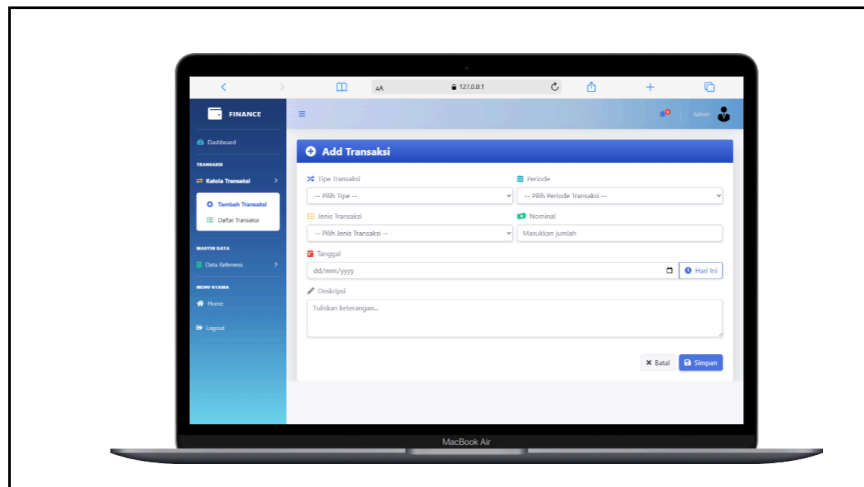 AA 127.0.0.1
FINANCE
Admin
Dashboard
TRANSAKSI
Kelola Transaksi
Tambah Transaksi
Daftar Transaksi
MASTER DATA
Data Referensi
MENU UTAMA
Home
Logout
Add Transaksi
Tipe Transaksi
-- Pilih Tipe --
Periode
-- Pilih Periode Transaksi --
Jenis Transaksi
-- Pilih Jenis Transaksi --
Nominal
Masukkan jumlah
Tanggal
dd/mm/yyyy
Hari Ini
Deskripsi
Tuliskan keterangan...
Batal
Simpan
MacBook Air